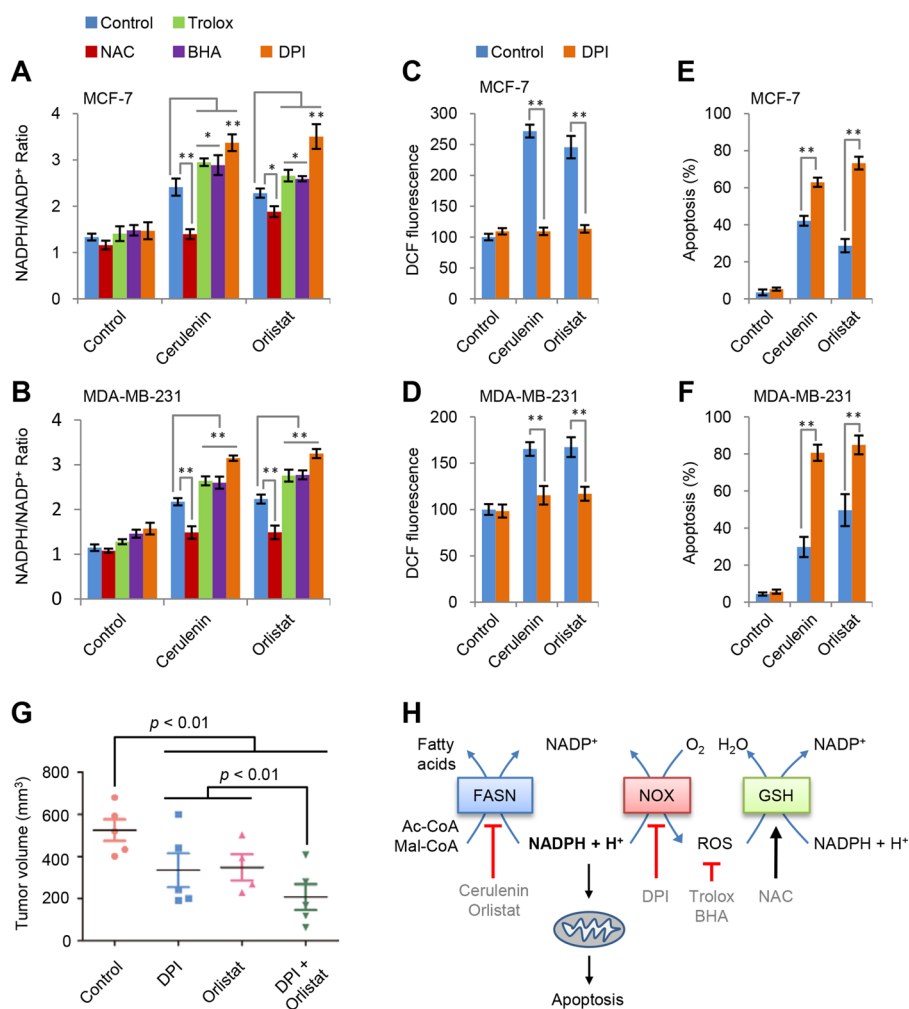 Control Trolox
NAC BHA DPI
A
MCF-7
NADPH/NADP⁺ Ratio
4
3
2
1
0
** * ** * * **
Control
Cerulenin
Orlistat
B
MDA-MB-231
NADPH/NADP⁺ Ratio
4
3
2
1
0
** ** ** **
Control
Cerulenin
Orlistat
Control DPI
C
MCF-7
DCF fluorescence
300
250
200
150
100
50
0
** **
Control
Cerulenin
Orlistat
D
MDA-MB-231
DCF fluorescence
200
150
100
50
0
** **
Control
Cerulenin
Orlistat
E
MCF-7
Apoptosis (%)
100
80
60
40
20
0
** **
Control
Cerulenin
Orlistat
F
MDA-MB-231
Apoptosis (%)
100
80
60
40
20
0
** **
Control
Cerulenin
Orlistat
G
p < 0.01
p < 0.01
Tumor volume (mm³)
800
600
400
200
0
Control
DPI
Orlistat
DPI +
Orlistat
H
Fatty
acids
NADP⁺
O₂
H₂O
NADP⁺
FASN
NOX
GSH
Ac-CoA
Mal-CoA
NADPH + H⁺
ROS
NADPH + H⁺
Cerulenin
Orlistat
DPI
Trolox
BHA
NAC
Apoptosis